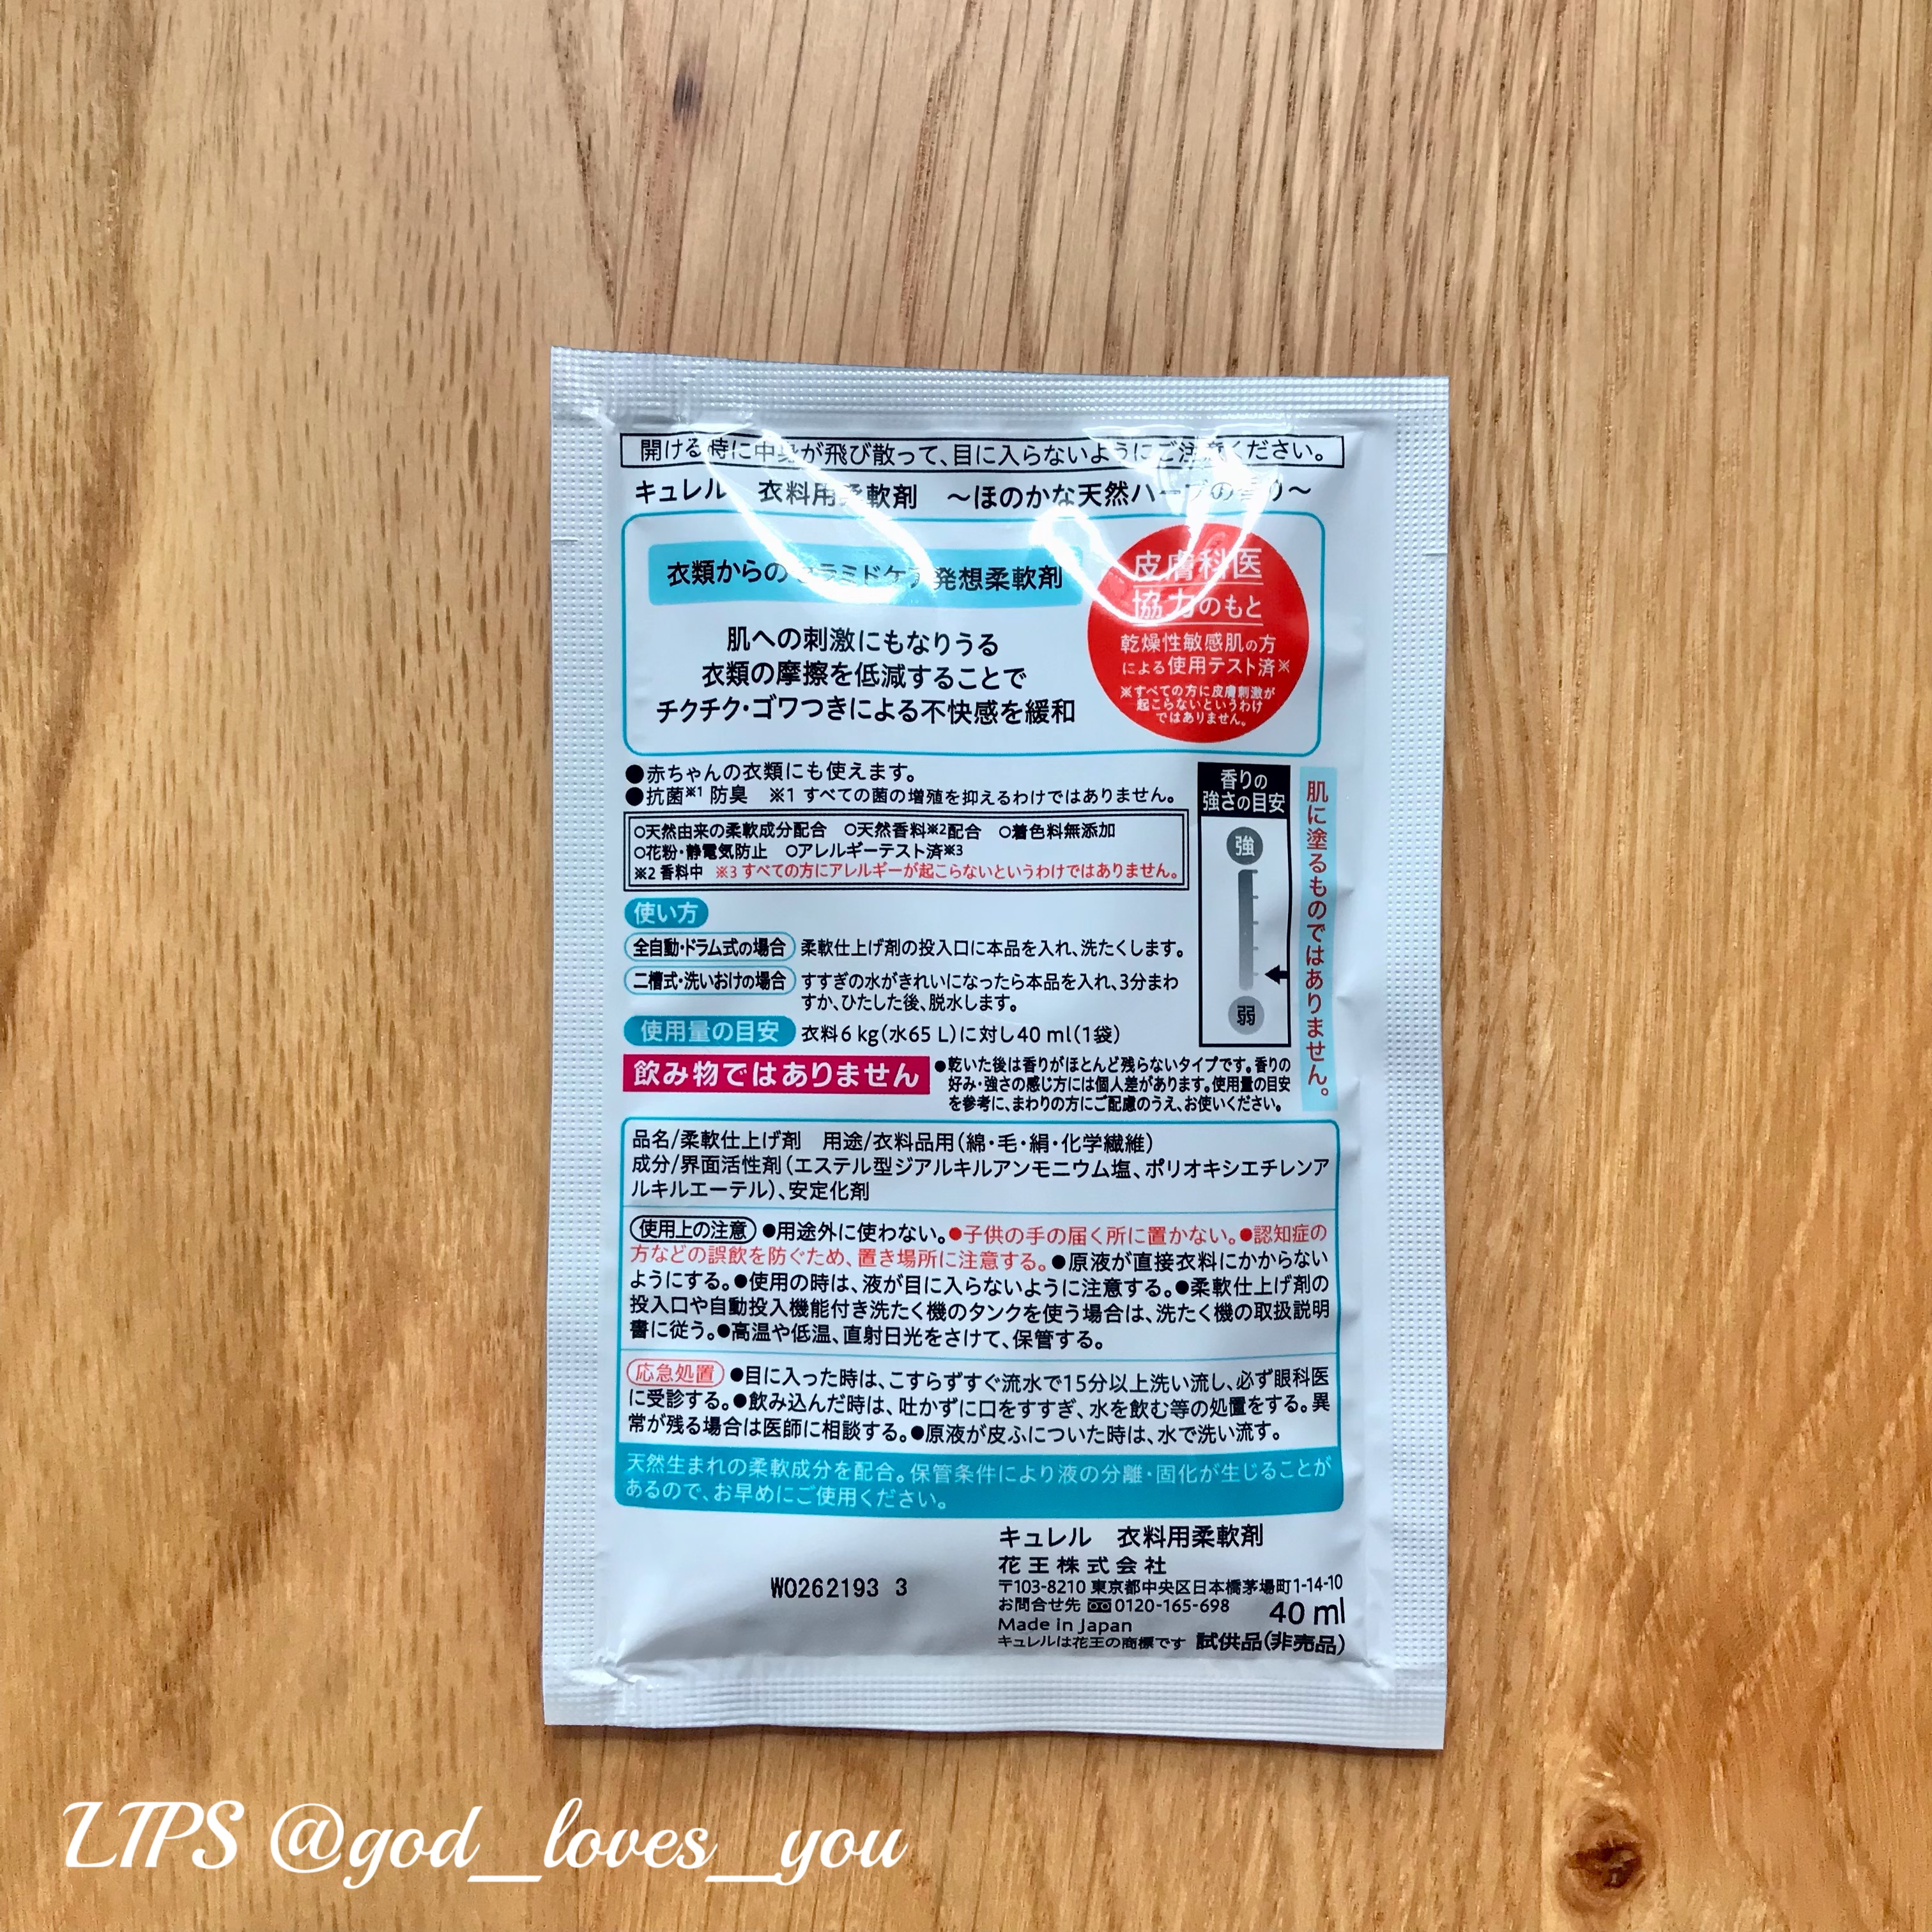 開ける時に中身が飛び散って、目に入らないようにご注意ください。
キュレル 衣料用柔軟剤 ～ほのかな天然ハーブの香り～
衣類からのセラミドケア発想柔軟剤
肌への刺激にもなりうる
衣類の摩擦を低減することで
チクチク・ゴワつきによる不快感を緩和
皮膚科医
協力のもと
乾燥性敏感肌の方
による使用テスト済※
※すべての方に皮膚刺激が
起こらないというわけ
ではありません。
●赤ちゃんの衣類にも使えます。
●抗菌※1 防臭 ※1 すべての菌の増殖を抑えるわけではありません。
○天然由来の柔軟成分配合 ○天然香料※2配合 ○着色料無添加
○花粉・静電気防止 ○アレルギーテスト済※3
※2 香料中 ※3 すべての方にアレルギーが起こらないというわけではありません。
香りの
強さの目安
強
弱
肌に塗るものではありません。
使い方
全自動・ドラム式の場合 柔軟仕上げ剤の投入口に本品を入れ、洗たくします。
二槽式・洗いおけの場合 すすぎの水がきれいになったら本品を入れ、3分まわ
すか、ひたした後、脱水します。
使用量の目安 衣料6 kg(水65 L)に対し40 ml(1袋)
飲み物ではありません
●乾いた後は香りがほとんど残らないタイプです。香りの
好み・強さの感じ方には個人差があります。使用量の目安
を参考に、まわりの方にご配慮のうえ、お使いください。
品名/柔軟仕上げ剤 用途/衣料品用(綿・毛・絹・化学繊維)
成分/界面活性剤(エステル型ジアルキルアンモニウム塩、ポリオキシエチレンア
ルキルエーテル)、安定化剤
使用上の注意 ●用途外に使わない。●子供の手の届く所に置かない。●認知症の
方などの誤飲を防ぐため、置き場所に注意する。●原液が直接衣料にかからない
ようにする。●使用の時は、液が目に入らないように注意する。●柔軟仕上げ剤の
投入口や自動投入機能付き洗たく機のタンクを使う場合は、洗たく機の取扱説明
書に従う。●高温や低温、直射日光をさけて、保管する。
応急処置 ●目に入った時は、こすらずすぐ流水で15分以上洗い流し、必ず眼科医
に受診する。●飲み込んだ時は、吐かずに口をすすぎ、水を飲む等の処置をする。異
常が残る場合は医師に相談する。●原液が皮ふについた時は、水で洗い流す。
天然生まれの柔軟成分を配合。保管条件により液の分離・固化が生じることが
あるので、お早めにご使用ください。
キュレル 衣料用柔軟剤
花王株式会社
〒103-8210 東京都中央区日本橋茅場町1-14-10
お問合せ先 0120-165-698
40 ml
Made in Japan
キュレルは花王の商標です 試供品(非売品)
W0262193 3
LIPS @god__loves__you